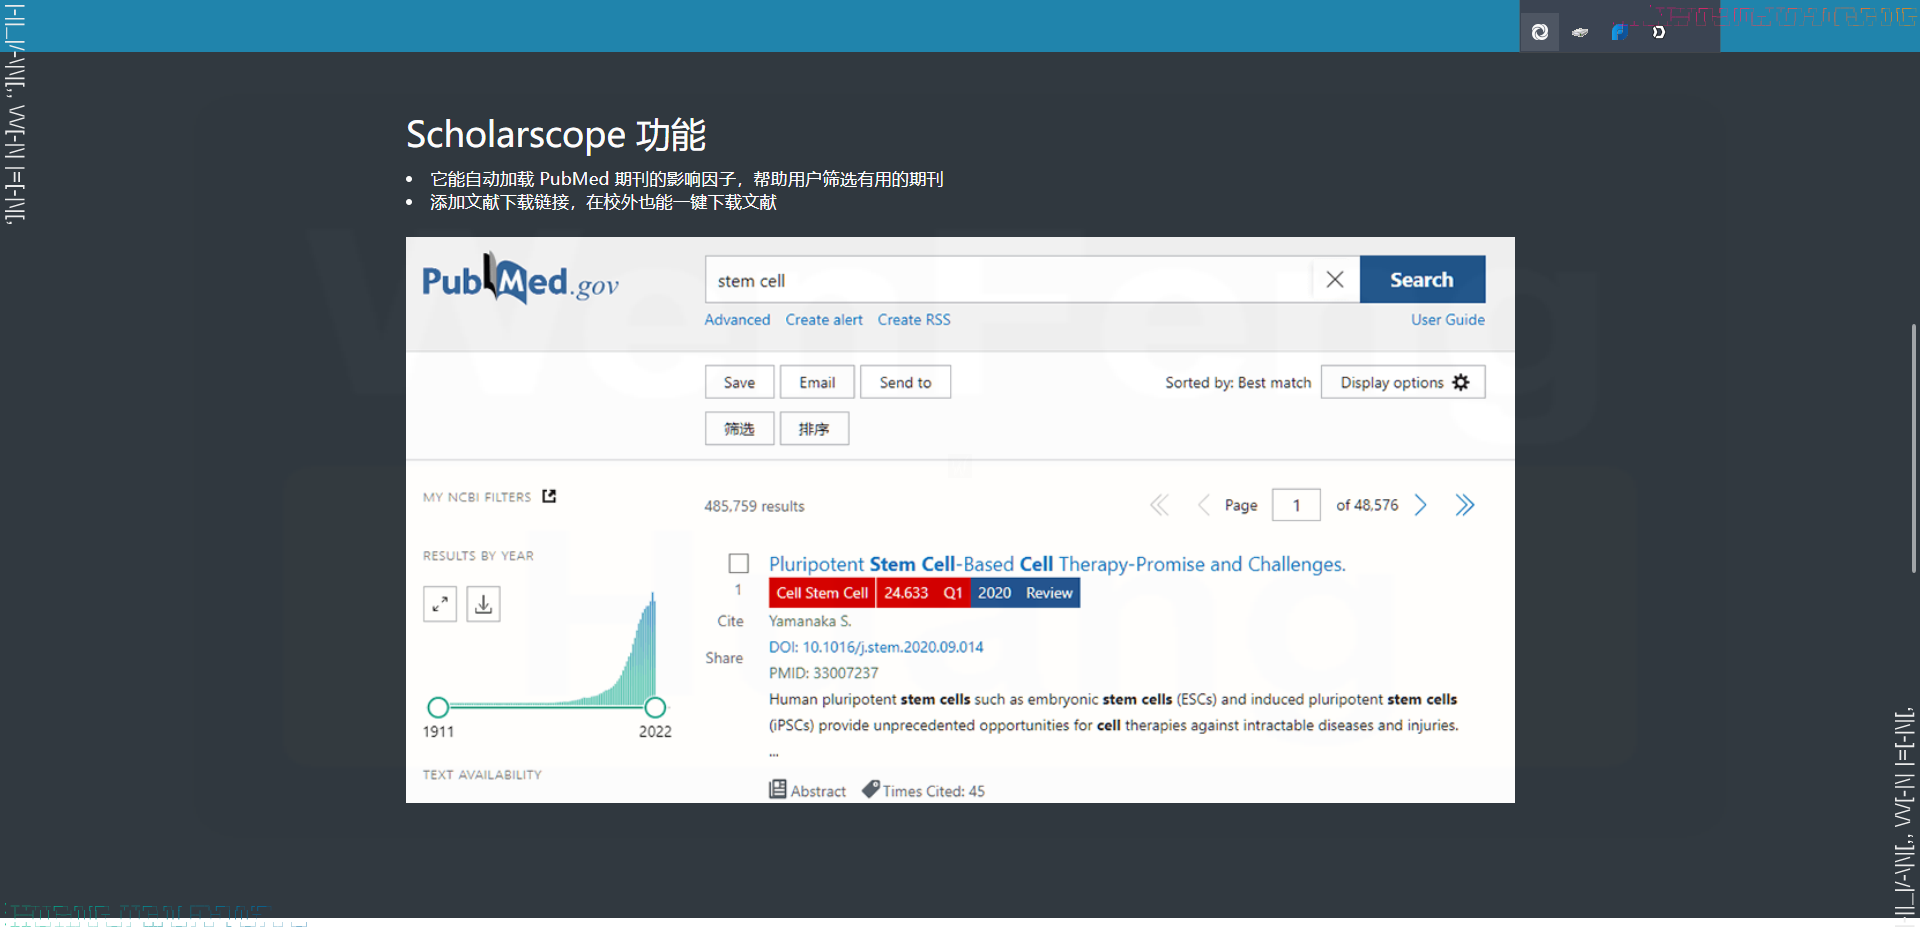 Scholarscope 功能
• 它能自动加载 PubMed 期刊的影响因子，帮助用户筛选有用的期刊
• 添加文献下载链接，在校外也能一键下载文献
PubMed.gov
stem cell
Search
Advanced Create alert Create RSS
User Guide
Save Email Send to
Sorted by: Best match Display options
筛选 排序
MY NCBI FILTERS
485,759 results
Page 1 of 48,576
RESULTS BY YEAR
1911 2022
TEXT AVAILABILITY
1
Cite
Share
Pluripotent Stem Cell-Based Cell Therapy-Promise and Challenges.
Cell Stem Cell 24.633 Q1 2020 Review
Yamanaka S.
DOI: 10.1016/j.stem.2020.09.014
PMID: 33007237
Human pluripotent stem cells such as embryonic stem cells (ESCs) and induced pluripotent stem cells
(iPSCs) provide unprecedented opportunities for cell therapies against intractable diseases and injuries.
...
Abstract Times Cited: 45